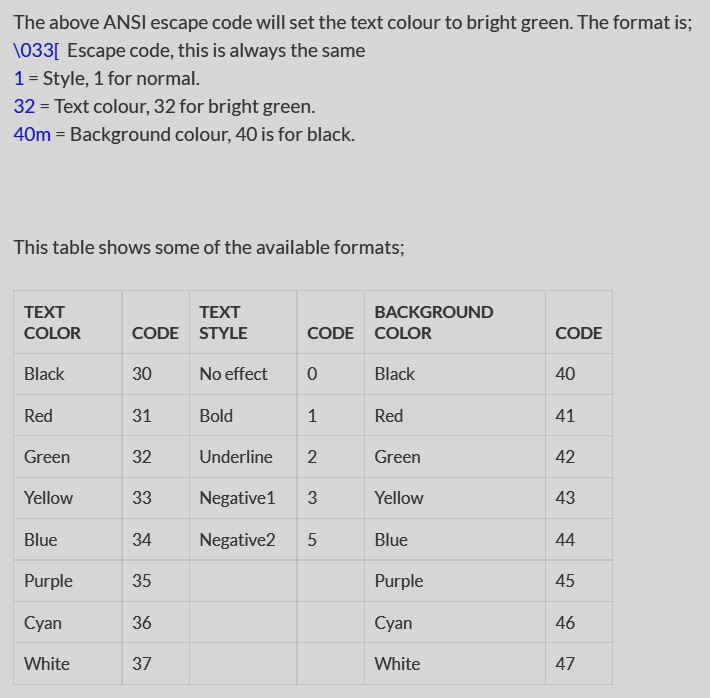 The above ANSI escape code will set the text colour to bright green. The format is;
\033[ Escape code, this is always the same
1 = Style, 1 for normal.
32 = Text colour, 32 for bright green.
40m = Background colour, 40 is for black.
This table shows some of the available formats;
TEXT COLOR CODE TEXT STYLE CODE BACKGROUND COLOR CODE
Black 30 No effect 0 Black 40
Red 31 Bold 1 Red 41
Green 32 Underline 2 Green 42
Yellow 33 Negative1 3 Yellow 43
Blue 34 Negative2 5 Blue 44
Purple 35 Purple 45
Cyan 36 Cyan 46
White 37 White 47